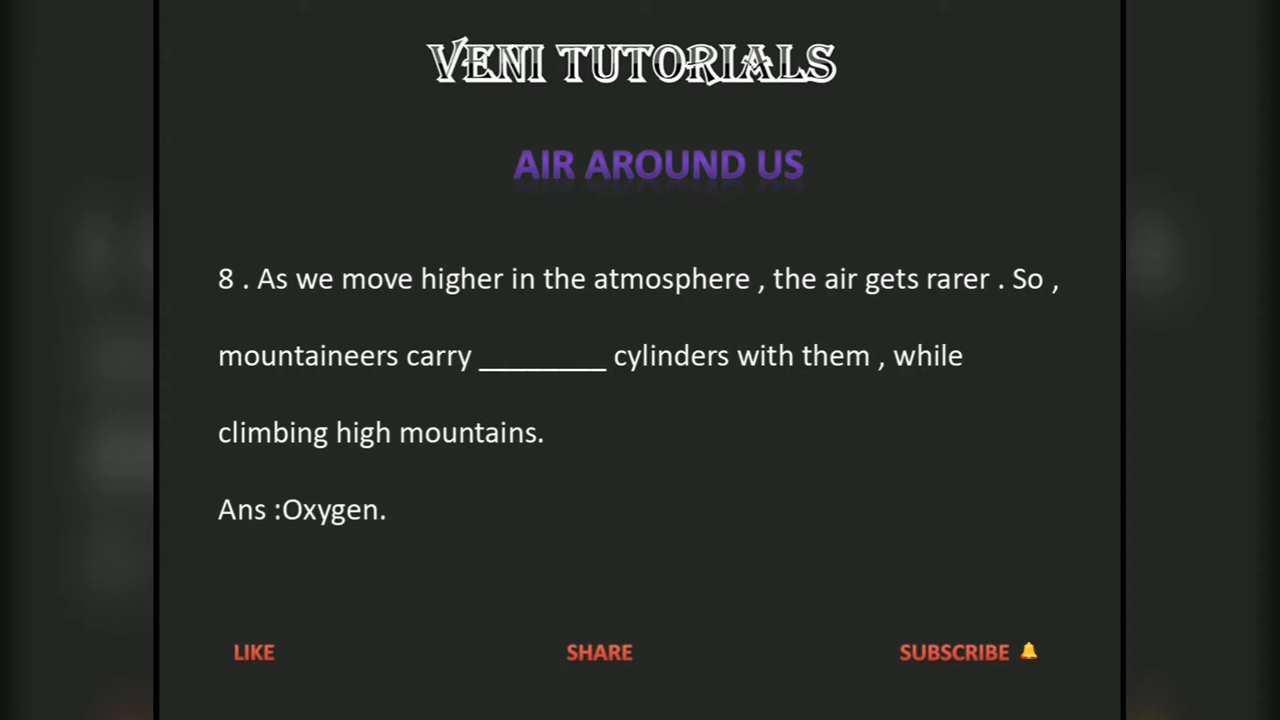 VENI TUTORIALS
AIR AROUND US
8 . As we move higher in the atmosphere , the air gets rarer . So ,
mountaineers carry ________ cylinders with them , while
climbing high mountains.
Ans :Oxygen.
LIKE SHARE SUBSCRIBE 🔔